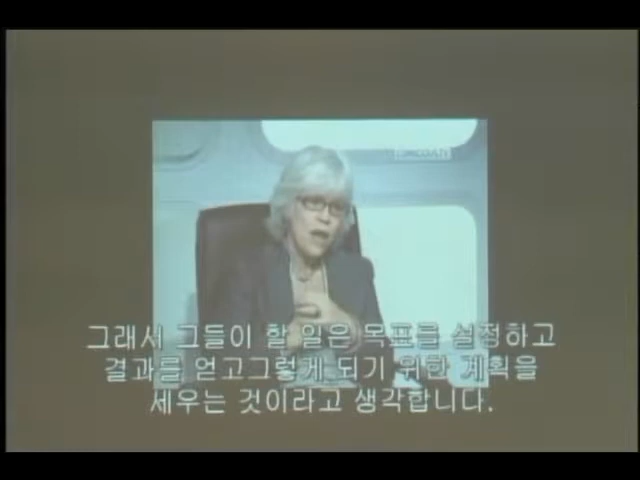 그래서 그들이 할 일은 목표를 설정하고
결과를 얻고그렇게 되기 위한 계획을
세우는 것이라고 생각합니다.